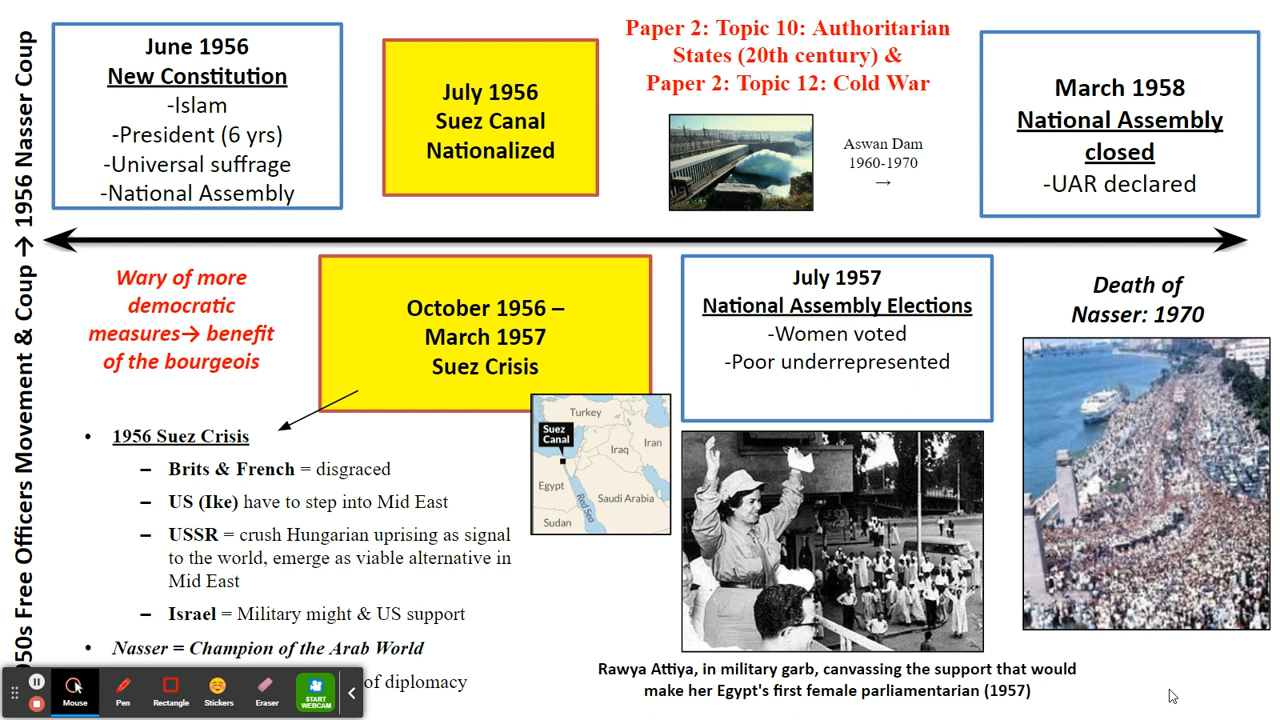 950s Free Officers Movement & Coup → 1956 Nasser Coup
June 1956
New Constitution
-Islam
-President (6 yrs)
-Universal suffrage
-National Assembly
July 1956
Suez Canal
Nationalized
Paper 2: Topic 10: Authoritarian
States (20th century) &
Paper 2: Topic 12: Cold War
Aswan Dam
1960-1970
→
March 1958
National Assembly
closed
-UAR declared
Wary of more
democratic
measures→ benefit
of the bourgeois
October 1956 –
March 1957
Suez Crisis
July 1957
National Assembly Elections
-Women voted
-Poor underrepresented
Death of
Nasser: 1970
• 1956 Suez Crisis
– Brits & French = disgraced
– US (Ike) have to step into Mid East
– USSR = crush Hungarian uprising as signal
to the world, emerge as viable alternative in
Mid East
– Israel = Military might & US support
• Nasser = Champion of the Arab World
of diplomacy
Turkey
Suez
Canal
Iraq
Iran
Egypt
Red Sea
Saudi Arabia
Sudan
Rawya Attiya, in military garb, canvassing the support that would
make her Egypt's first female parliamentarian (1957)
Mouse
Pen
Rectangle
Stickers
Eraser
START
WEBCAM